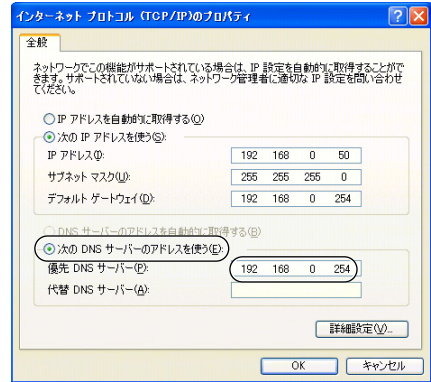 インターネット プロトコル (TCP/IP)のプロパティ
全般
ネットワークでこの機能がサポートされている場合は、IP 設定を自動的に取得することがで
きます。サポートされていない場合は、ネットワーク管理者に適切な IP 設定を問い合わせ
てください。
IP アドレスを自動的に取得する(O)
次の IP アドレスを使う(S):
IP アドレス(I): 192 168 0 50
サブネット マスク(U): 255 255 255 0
デフォルト ゲートウェイ(D): 192 168 0 254
DNS サーバーのアドレスを自動的に取得する(B)
次の DNS サーバーのアドレスを使う(E):
優先 DNS サーバー(P): 192 168 0 254
代替 DNS サーバー(A):
詳細設定(V)...
OK キャンセル